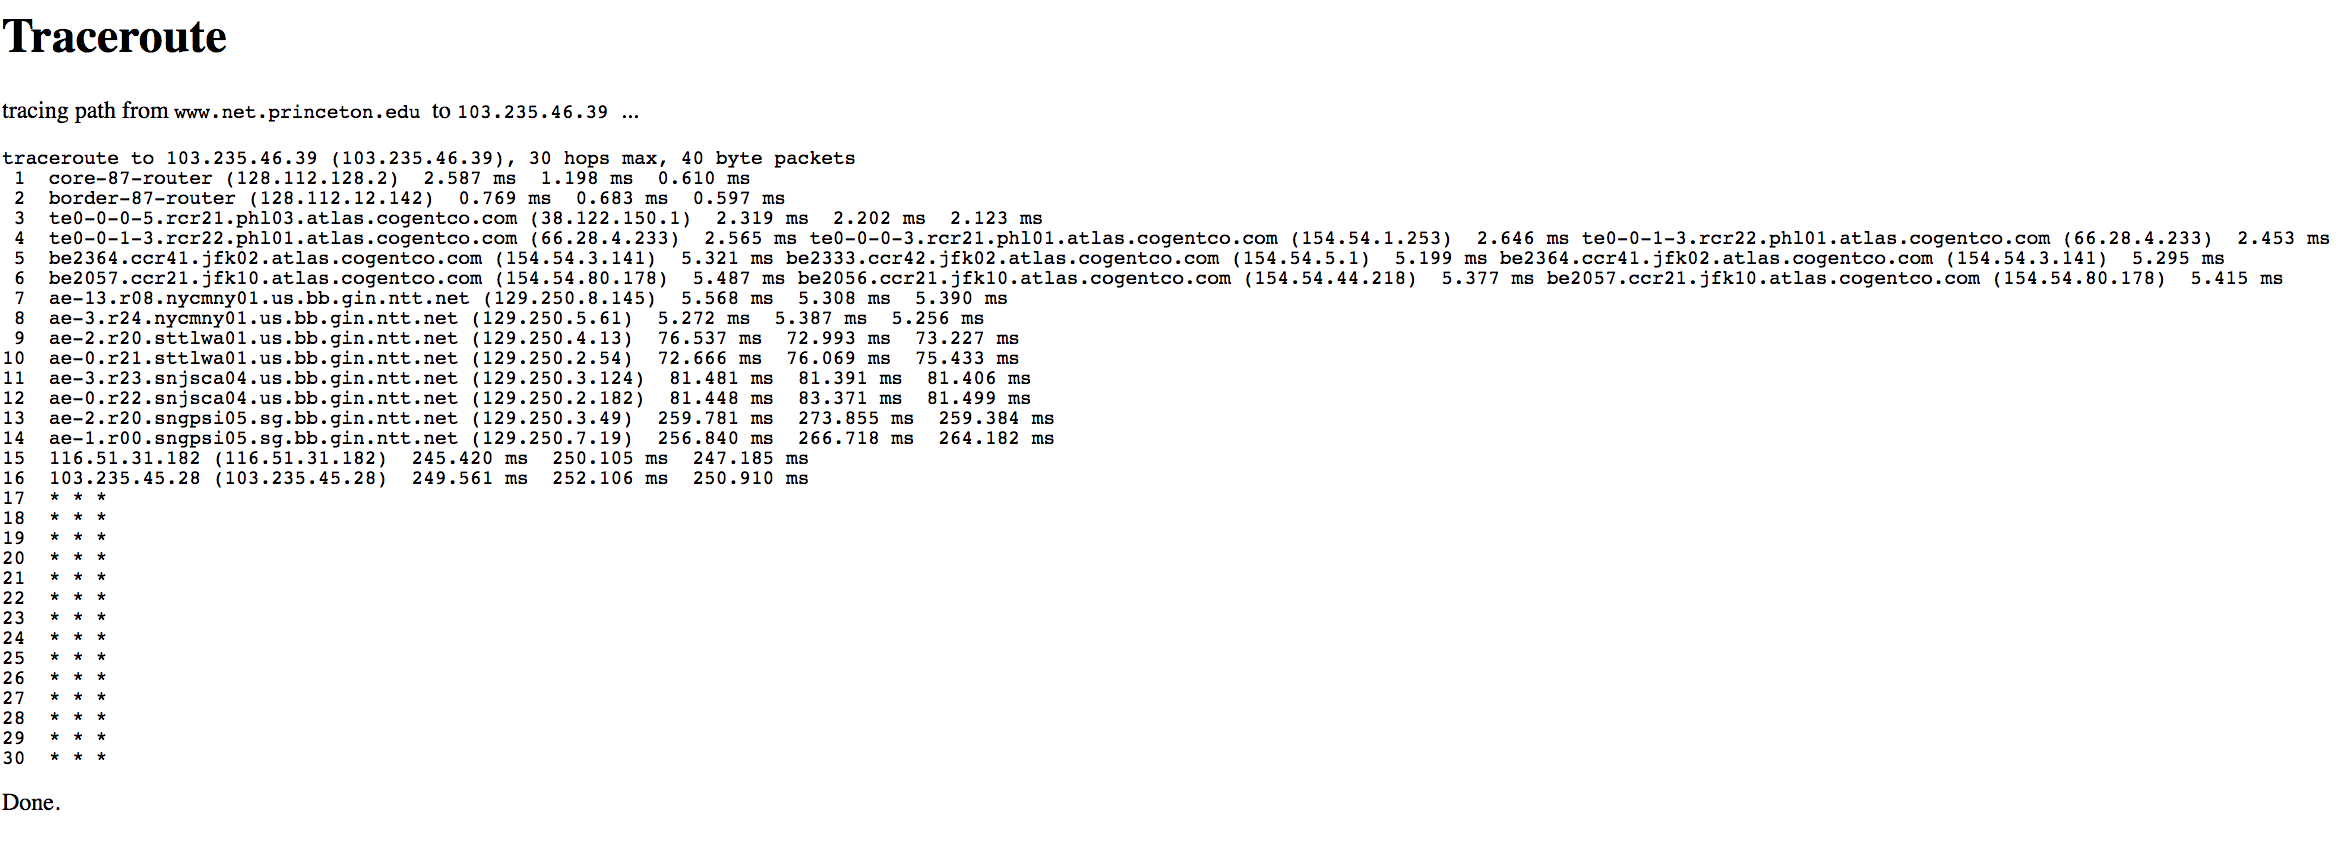 Traceroute
tracing path from www.net.princeton.edu to 103.235.46.39 ...
traceroute to 103.235.46.39 (103.235.46.39), 30 hops max, 40 byte packets
1 core-87-router (128.112.128.2) 2.587 ms 1.198 ms 0.610 ms
2 border-87-router (128.112.12.142) 0.769 ms 0.683 ms 0.597 ms
3 te0-0-0-5.rcr21.phl03.atlas.cogentco.com (38.122.150.1) 2.319 ms 2.202 ms 2.123 ms
4 te0-0-1-3.rcr22.phl01.atlas.cogentco.com (66.28.4.233) 2.565 ms te0-0-0-3.rcr21.phl01.atlas.cogentco.com (154.54.1.253) 2.646 ms te0-0-1-3.rcr22.phl01.atlas.cogentco.com (66.28.4.233) 2.453 ms
5 be2364.ccr41.jfk02.atlas.cogentco.com (154.54.3.141) 5.321 ms be2333.ccr42.jfk02.atlas.cogentco.com (154.54.5.1) 5.199 ms be2364.ccr41.jfk02.atlas.cogentco.com (154.54.3.141) 5.295 ms
6 be2057.ccr21.jfk10.atlas.cogentco.com (154.54.80.178) 5.487 ms be2056.ccr21.jfk10.atlas.cogentco.com (154.54.44.218) 5.377 ms be2057.ccr21.jfk10.atlas.cogentco.com (154.54.80.178) 5.415 ms
7 ae-13.r08.nycmny01.us.bb.gin.ntt.net (129.250.8.145) 5.568 ms 5.308 ms 5.390 ms
8 ae-3.r24.nycmny01.us.bb.gin.ntt.net (129.250.5.61) 5.272 ms 5.387 ms 5.256 ms
9 ae-2.r20.sttlwa01.us.bb.gin.ntt.net (129.250.4.13) 76.537 ms 72.993 ms 73.227 ms
10 ae-0.r21.sttlwa01.us.bb.gin.ntt.net (129.250.2.54) 72.666 ms 76.069 ms 75.433 ms
11 ae-3.r23.snjsca04.us.bb.gin.ntt.net (129.250.3.124) 81.481 ms 81.391 ms 81.406 ms
12 ae-0.r22.snjsca04.us.bb.gin.ntt.net (129.250.2.182) 81.448 ms 83.371 ms 81.499 ms
13 ae-2.r20.sngpsi05.sg.bb.gin.ntt.net (129.250.3.49) 259.781 ms 273.855 ms 259.384 ms
14 ae-1.r00.sngpsi05.sg.bb.gin.ntt.net (129.250.7.19) 256.840 ms 266.718 ms 264.182 ms
15 116.51.31.182 (116.51.31.182) 245.420 ms 250.105 ms 247.185 ms
16 103.235.45.28 (103.235.45.28) 249.561 ms 252.106 ms 250.910 ms
17 * * *
18 * * *
19 * * *
20 * * *
21 * * *
22 * * *
23 * * *
24 * * *
25 * * *
26 * * *
27 * * *
28 * * *
29 * * *
30 * * *
Done.